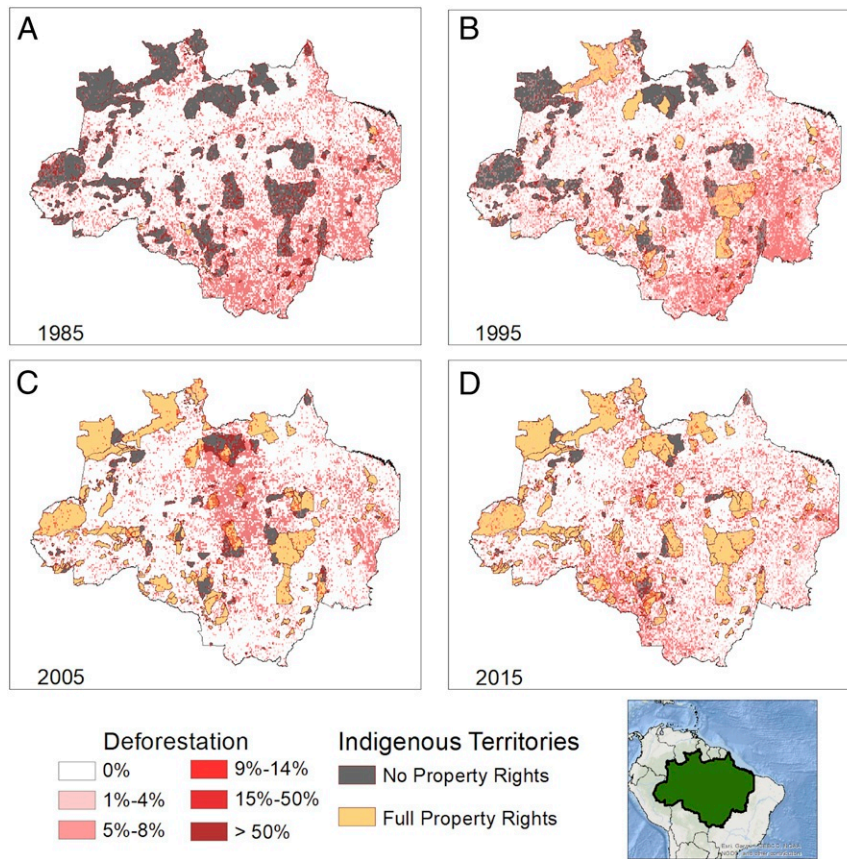 A
B
1985
1995
C
D
2005
2015
Deforestation
0%
1%-4%
5%-8%
9%-14%
15%-50%
> 50%
Indigenous Territories
No Property Rights
Full Property Rights